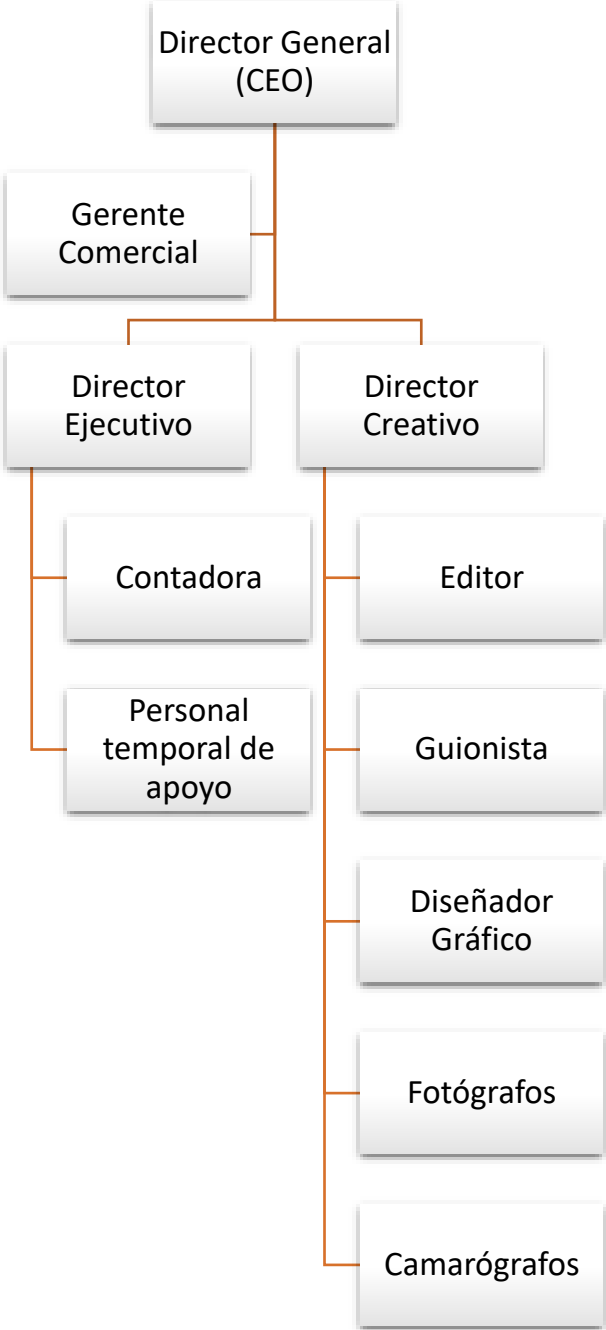 Director General
(CEO)
Gerente
Comercial
Director
Ejecutivo
Director
Creativo
Contadora
Editor
Personal
temporal de
apoyo
Guionista
Diseñador
Gráfico
Fotógrafos
Camarógrafos